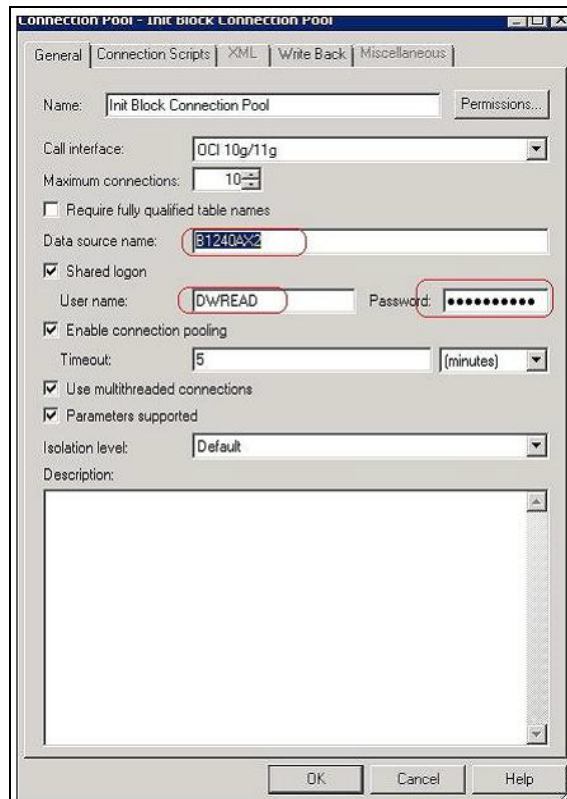 Connection Pool - Init Block Connection Pool
General Connection Scripts XML Write Back Miscellaneous
Name: Init Block Connection Pool Permissions...
Call interface: OCI 10g/11g
Maximum connections: 10
Require fully qualified table names
Data source name: B1240AX2
Shared logon
User name: DWREAD Password: ●●●●●●●●●●
Enable connection pooling
Timeout: 5 (minutes)
Use multithreaded connections
Parameters supported
Isolation level: Default
Description:
OK Cancel Help